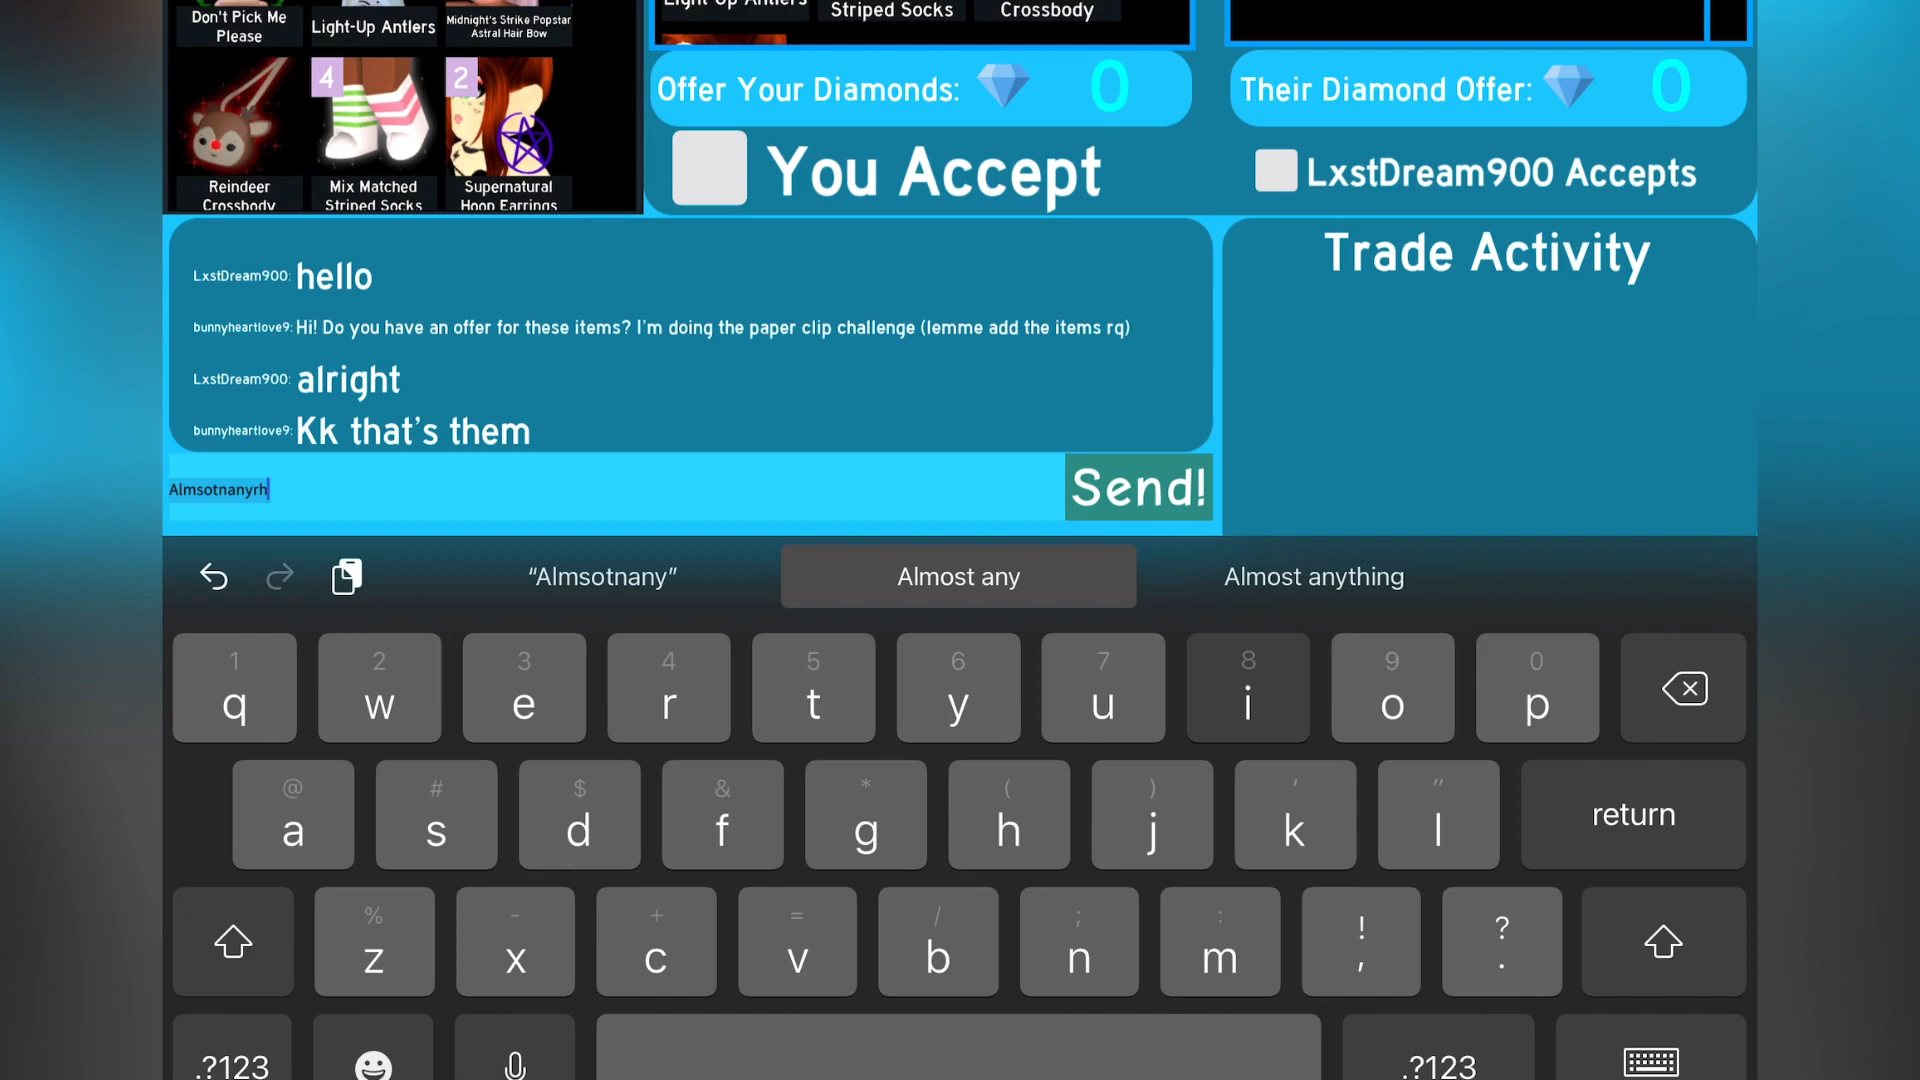 Don't Pick Me
Please
Light-Up Antlers
Midnight's Strike Popstar
Astral Hair Bow
Light-Up Antlers
Striped Socks
Crossbody
4
2
Reindeer
Crossbody
Mix Matched
Striped Socks
Supernatural
Hoop Earrings
Offer Your Diamonds: 0
Their Diamond Offer: 0
You Accept
LxstDream900 Accepts
LxstDream900: hello
bunnyheartlove9: Hi! Do you have an offer for these items? I'm doing the paper clip challenge (lemme add the items rq)
LxstDream900: alright
bunnyheartlove9: Kk that's them
Trade Activity
Almsotnanyrh
Send!
“Almsotnany”
Almost any
Almost anything
1 2 3 4 5 6 7 8 9 0
q w e r t y u i o p
@ # $ & * ( ) ' "
a s d f g h j k l return
% - + = / ; : ! ?
z x c v b n m , .
.?123
.?123